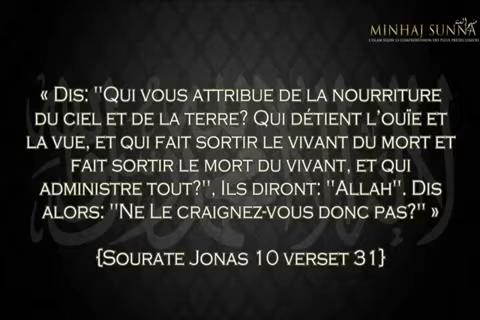 MINHAJ SUNNA
« DIS: "QUI VOUS ATTRIBUE DE LA NOURRITURE
DU CIEL ET DE LA TERRE? QUI DÉTIENT L'OUÏE ET
LA VUE, ET QUI FAIT SORTIR LE VIVANT DU MORT ET
FAIT SORTIR LE MORT DU VIVANT, ET QUI
ADMINISTRE TOUT?", ILS DIRONT: "ALLAH". DIS
ALORS: "NE LE CRAIGNEZ-VOUS DONC PAS?" »
{SOURATE JONAS 10 VERSET 31}